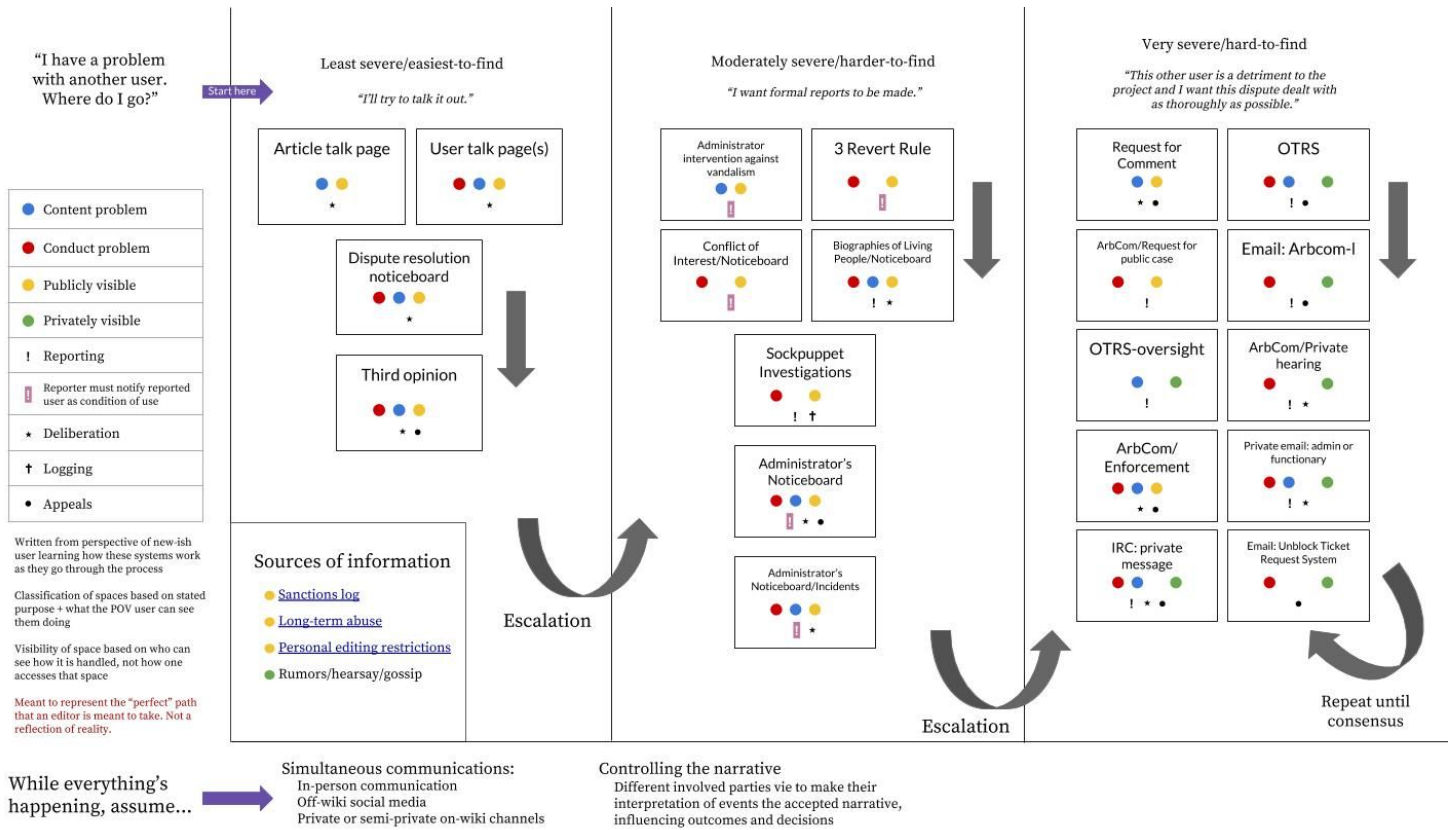 “I have a problem
with another user.
Where do I go?”
Start here
Content problem
Conduct problem
Publicly visible
Privately visible
! Reporting
! Reporter must notify reported
user as condition of use
★ Deliberation
✝ Logging
● Appeals
Written from perspective of new-ish
user learning how these systems work
as they go through the process
Classification of spaces based on stated
purpose + what the POV user can see
them doing
Visibility of space based on who can
see how it is handled, not how one
accesses that space
Meant to represent the “perfect” path
that an editor is meant to take. Not a
reflection of reality.
Least severe/easiest-to-find
“I’ll try to talk it out.”
Article talk page
★
User talk page(s)
★
Dispute resolution
noticeboard
★
Third opinion
★ ●
Sources of information
Sanctions log
Long-term abuse
Personal editing restrictions
Rumors/hearsay/gossip
Escalation
Moderately severe/harder-to-find
“I want formal reports to be made.”
Administrator
intervention against
vandalism
!
3 Revert Rule
!
Conflict of
Interest/Noticeboard
!
Biographies of Living
People/Noticeboard
! ★
Sockpuppet
Investigations
! ✝
Administrator’s
Noticeboard
! ★ ●
Administrator’s
Noticeboard/Incidents
! ★
Escalation
Very severe/hard-to-find
“This other user is a detriment to the
project and I want this dispute dealt with
as thoroughly as possible.”
Request for
Comment
★ ●
OTRS
! ●
ArbCom/Request for
public case
!
Email: Arbcom-l
! ●
OTRS-oversight
!
ArbCom/Private
hearing
! ★
ArbCom/
Enforcement
★ ●
Private email: admin or
functionary
! ★
IRC: private
message
! ★ ●
Email: Unblock Ticket
Request System
●
Repeat until
consensus
While everything’s
happening, assume...
Simultaneous communications:
In-person communication
Off-wiki social media
Private or semi-private on-wiki channels
Controlling the narrative
Different involved parties vie to make their
interpretation of events the accepted narrative,
influencing outcomes and decisions